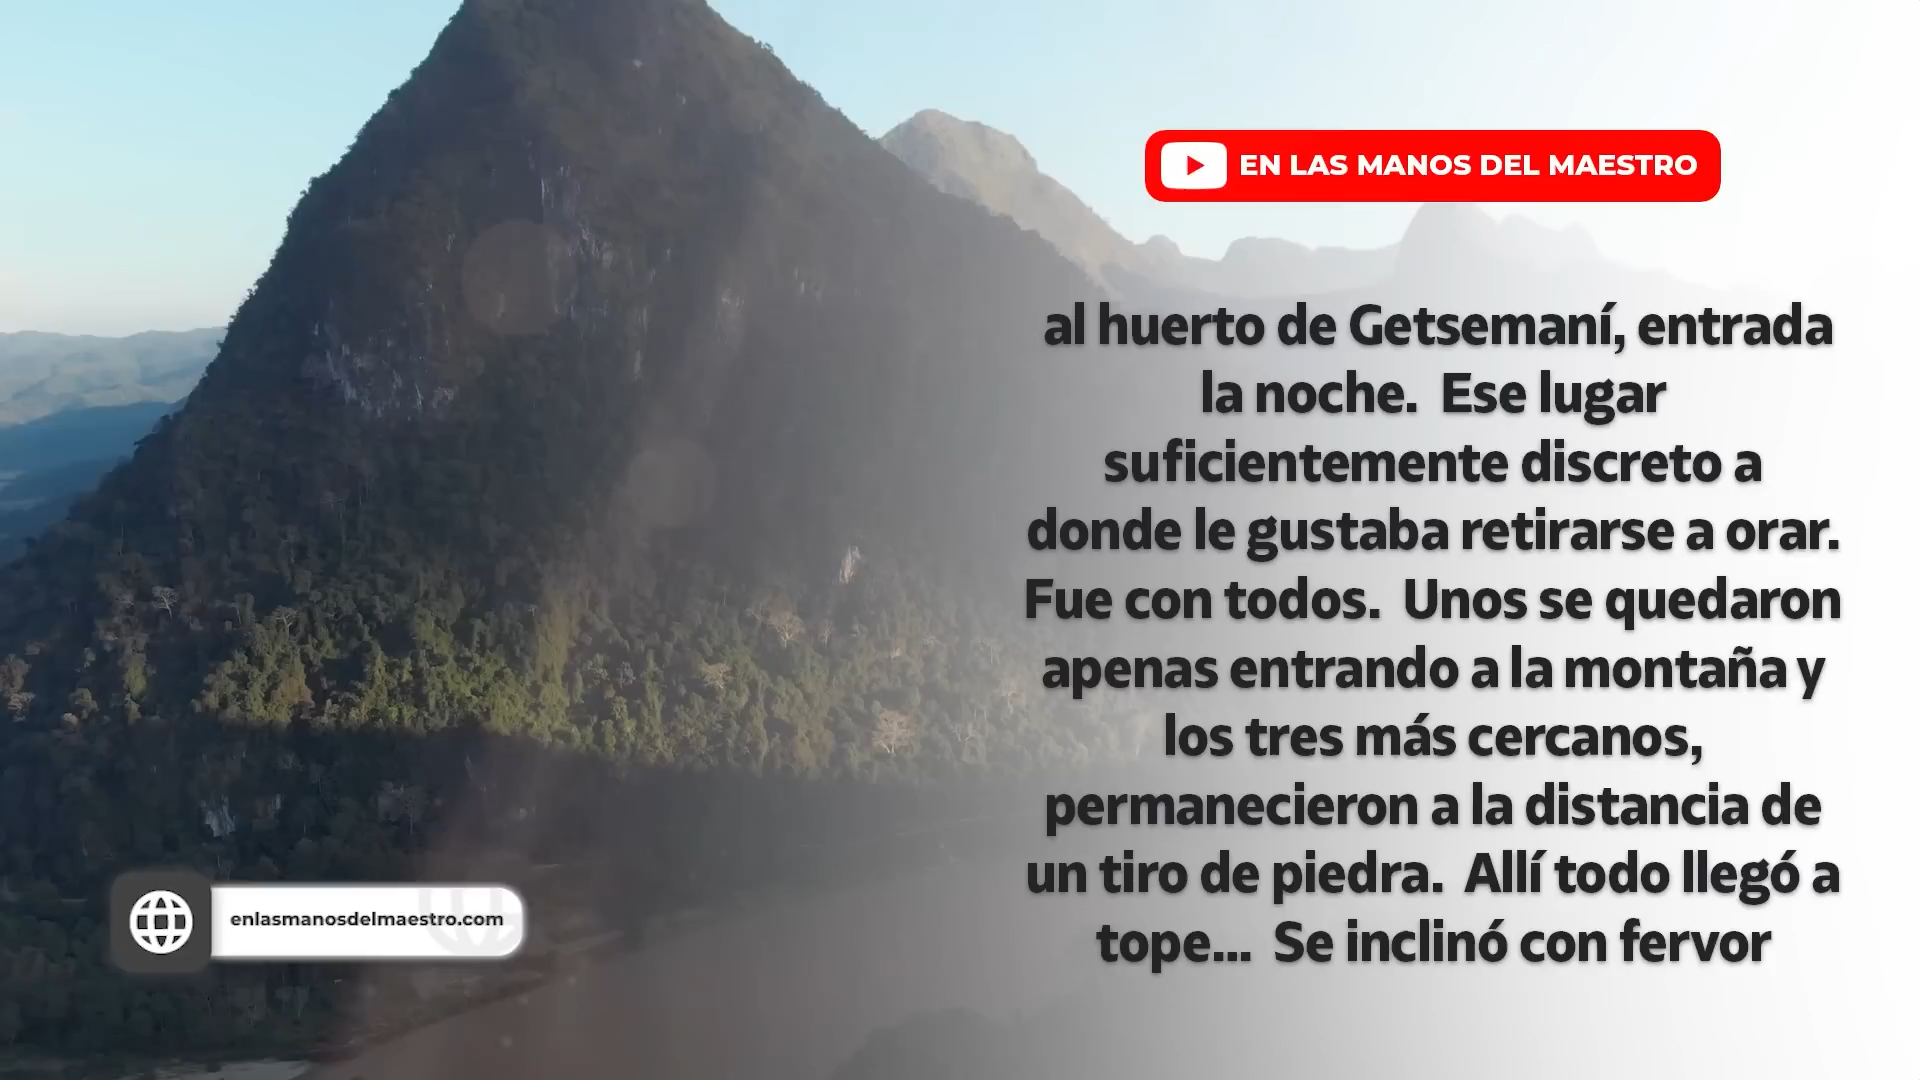 EN LAS MANOS DEL MAESTRO
al huerto de Getsemaní, entrada
la noche. Ese lugar
suficientemente discreto a
donde le gustaba retirarse a orar.
Fue con todos. Unos se quedaron
apenas entrando a la montaña y
los tres más cercanos,
permanecieron a la distancia de
un tiro de piedra. Allí todo llegó a
tope... Se inclinó con fervor
enlasmanosdelmaestro.com